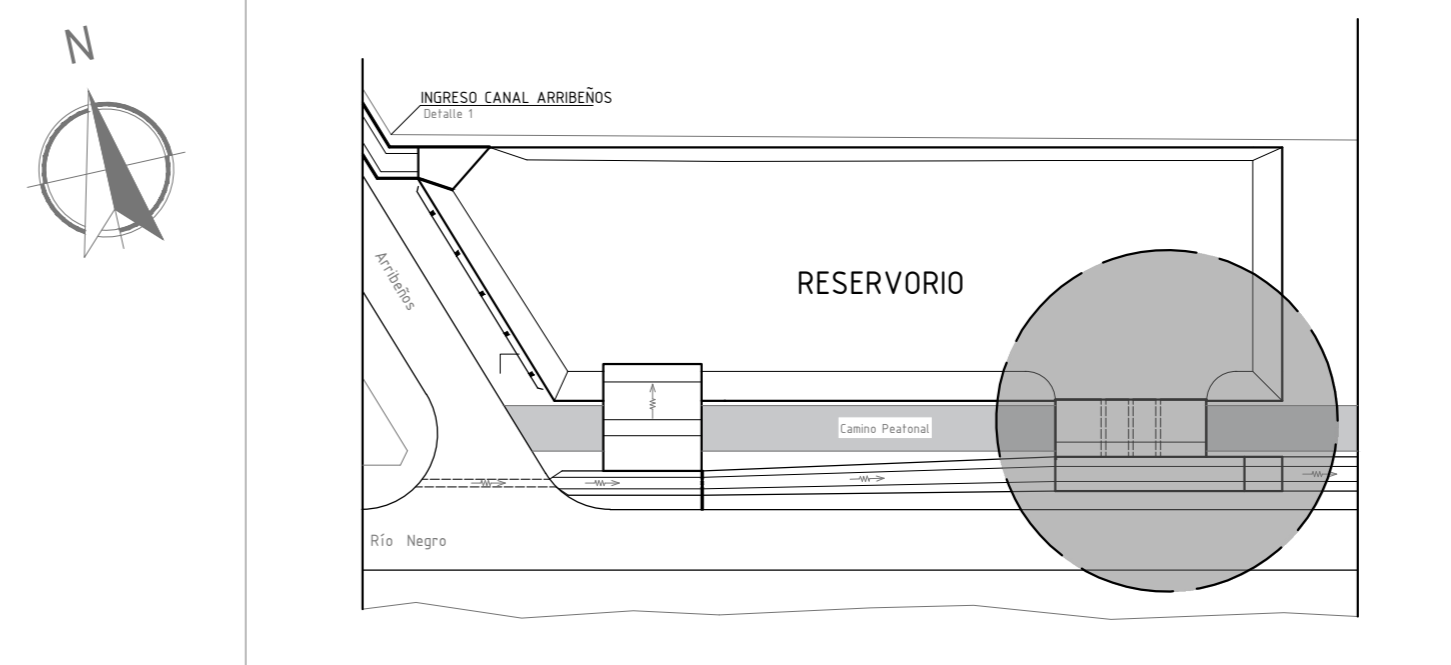 N
INGRESO CANAL ARRIBEÑOS
Detalle 1
Arribeños
RESERVORIO
Camino Peatonal
Río Negro